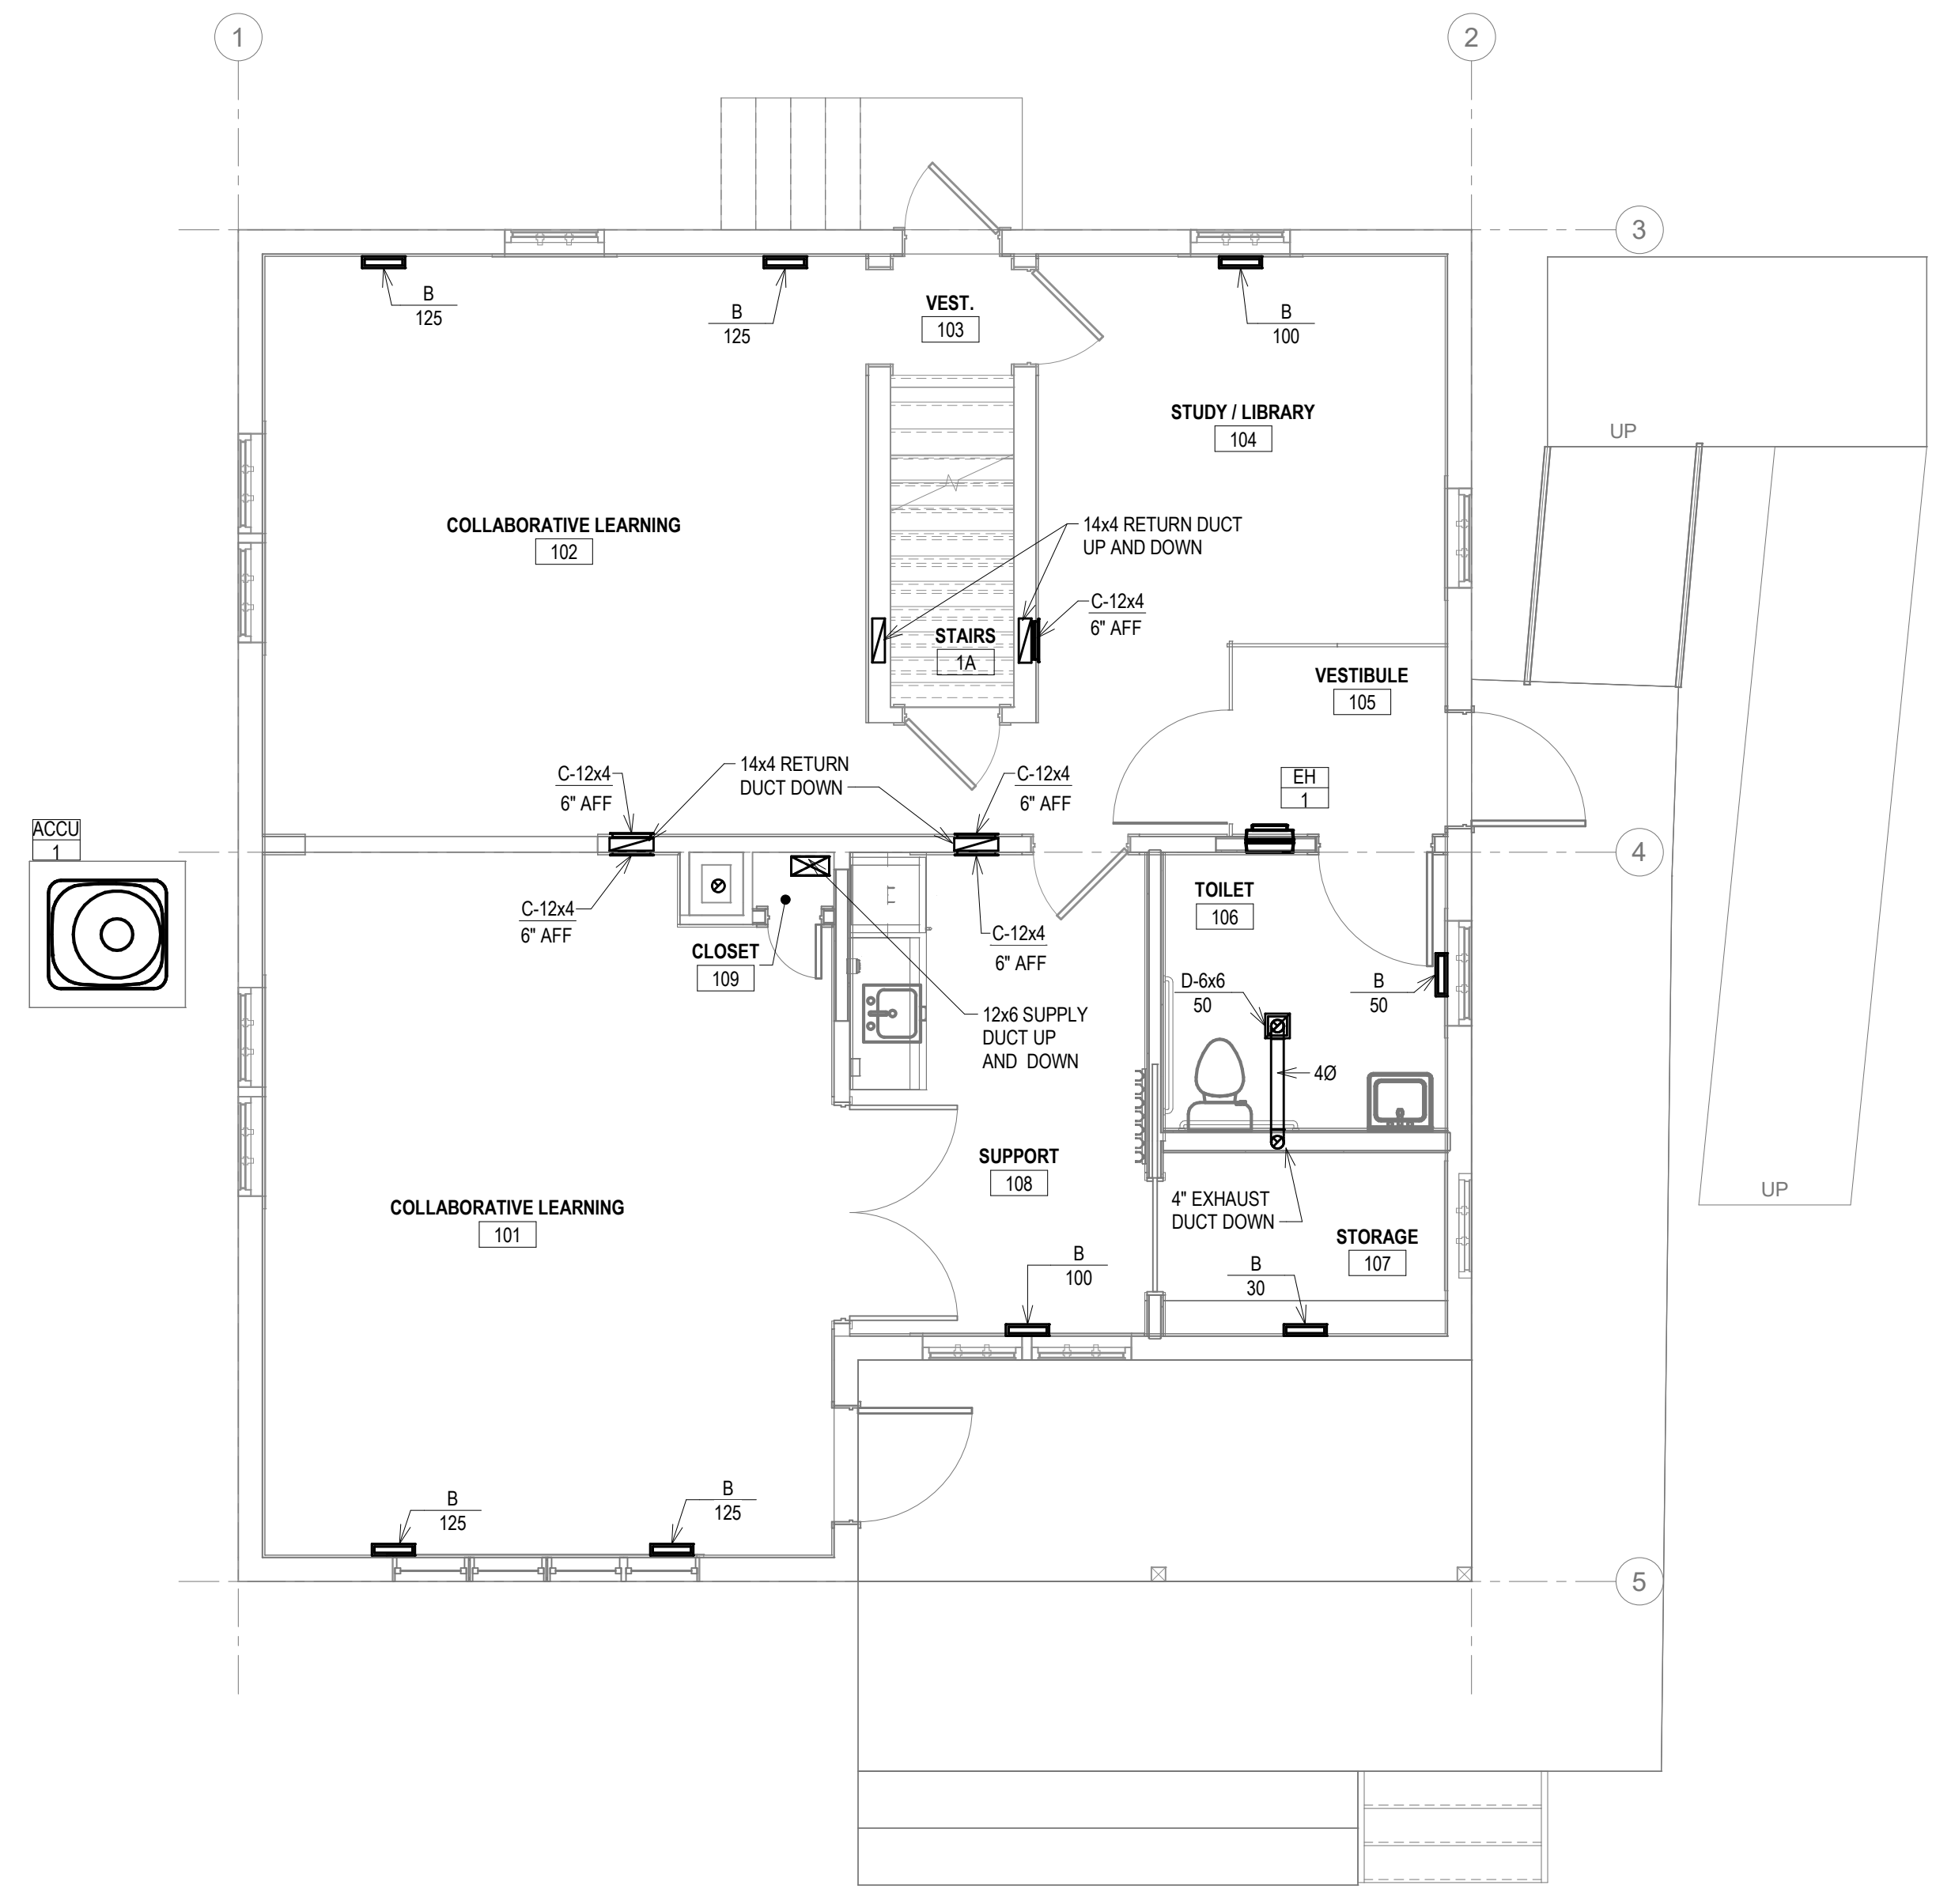 1
2
3
B
125
B
125
VEST.
103
B
100
STUDY / LIBRARY
104
UP
COLLABORATIVE LEARNING
102
14x4 RETURN DUCT
UP AND DOWN
C-12x4
6" AFF
STAIRS
1A
VESTIBULE
105
C-12x4
6" AFF
14x4 RETURN
DUCT DOWN
C-12x4
6" AFF
EH
1
ACCU
1
4
C-12x4
6" AFF
CLOSET
109
C-12x4
6" AFF
TOILET
106
D-6x6
50
B
50
12x6 SUPPLY
DUCT UP
AND DOWN
4Ø
SUPPORT
108
4" EXHAUST
DUCT DOWN
UP
COLLABORATIVE LEARNING
101
STORAGE
107
B
100
B
30
B
125
B
125
5